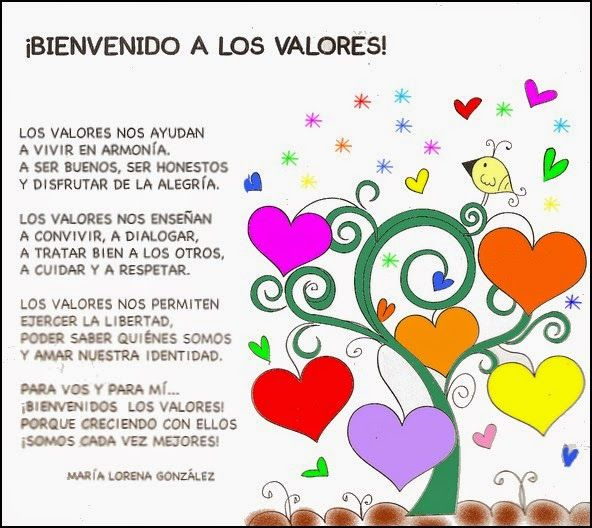 ¡BIENVENIDO A LOS VALORES!
LOS VALORES NOS AYUDAN
A VIVIR EN ARMONÍA.
A SER BUENOS, SER HONESTOS
Y DISFRUTAR DE LA ALEGRÍA.
LOS VALORES NOS ENSEÑAN
A CONVIVIR, A DIALOGAR,
A TRATAR BIEN A LOS OTROS,
A CUIDAR Y A RESPETAR.
LOS VALORES NOS PERMITEN
EJERCER LA LIBERTAD,
PODER SABER QUIÉNES SOMOS
Y AMAR NUESTRA IDENTIDAD.
PARA VOS Y PARA MÍ...
¡BIENVENIDOS LOS VALORES!
PORQUE CRECIENDO CON ELLOS
¡SOMOS CADA VEZ MEJORES!
MARÍA LORENA GONZÁLEZ